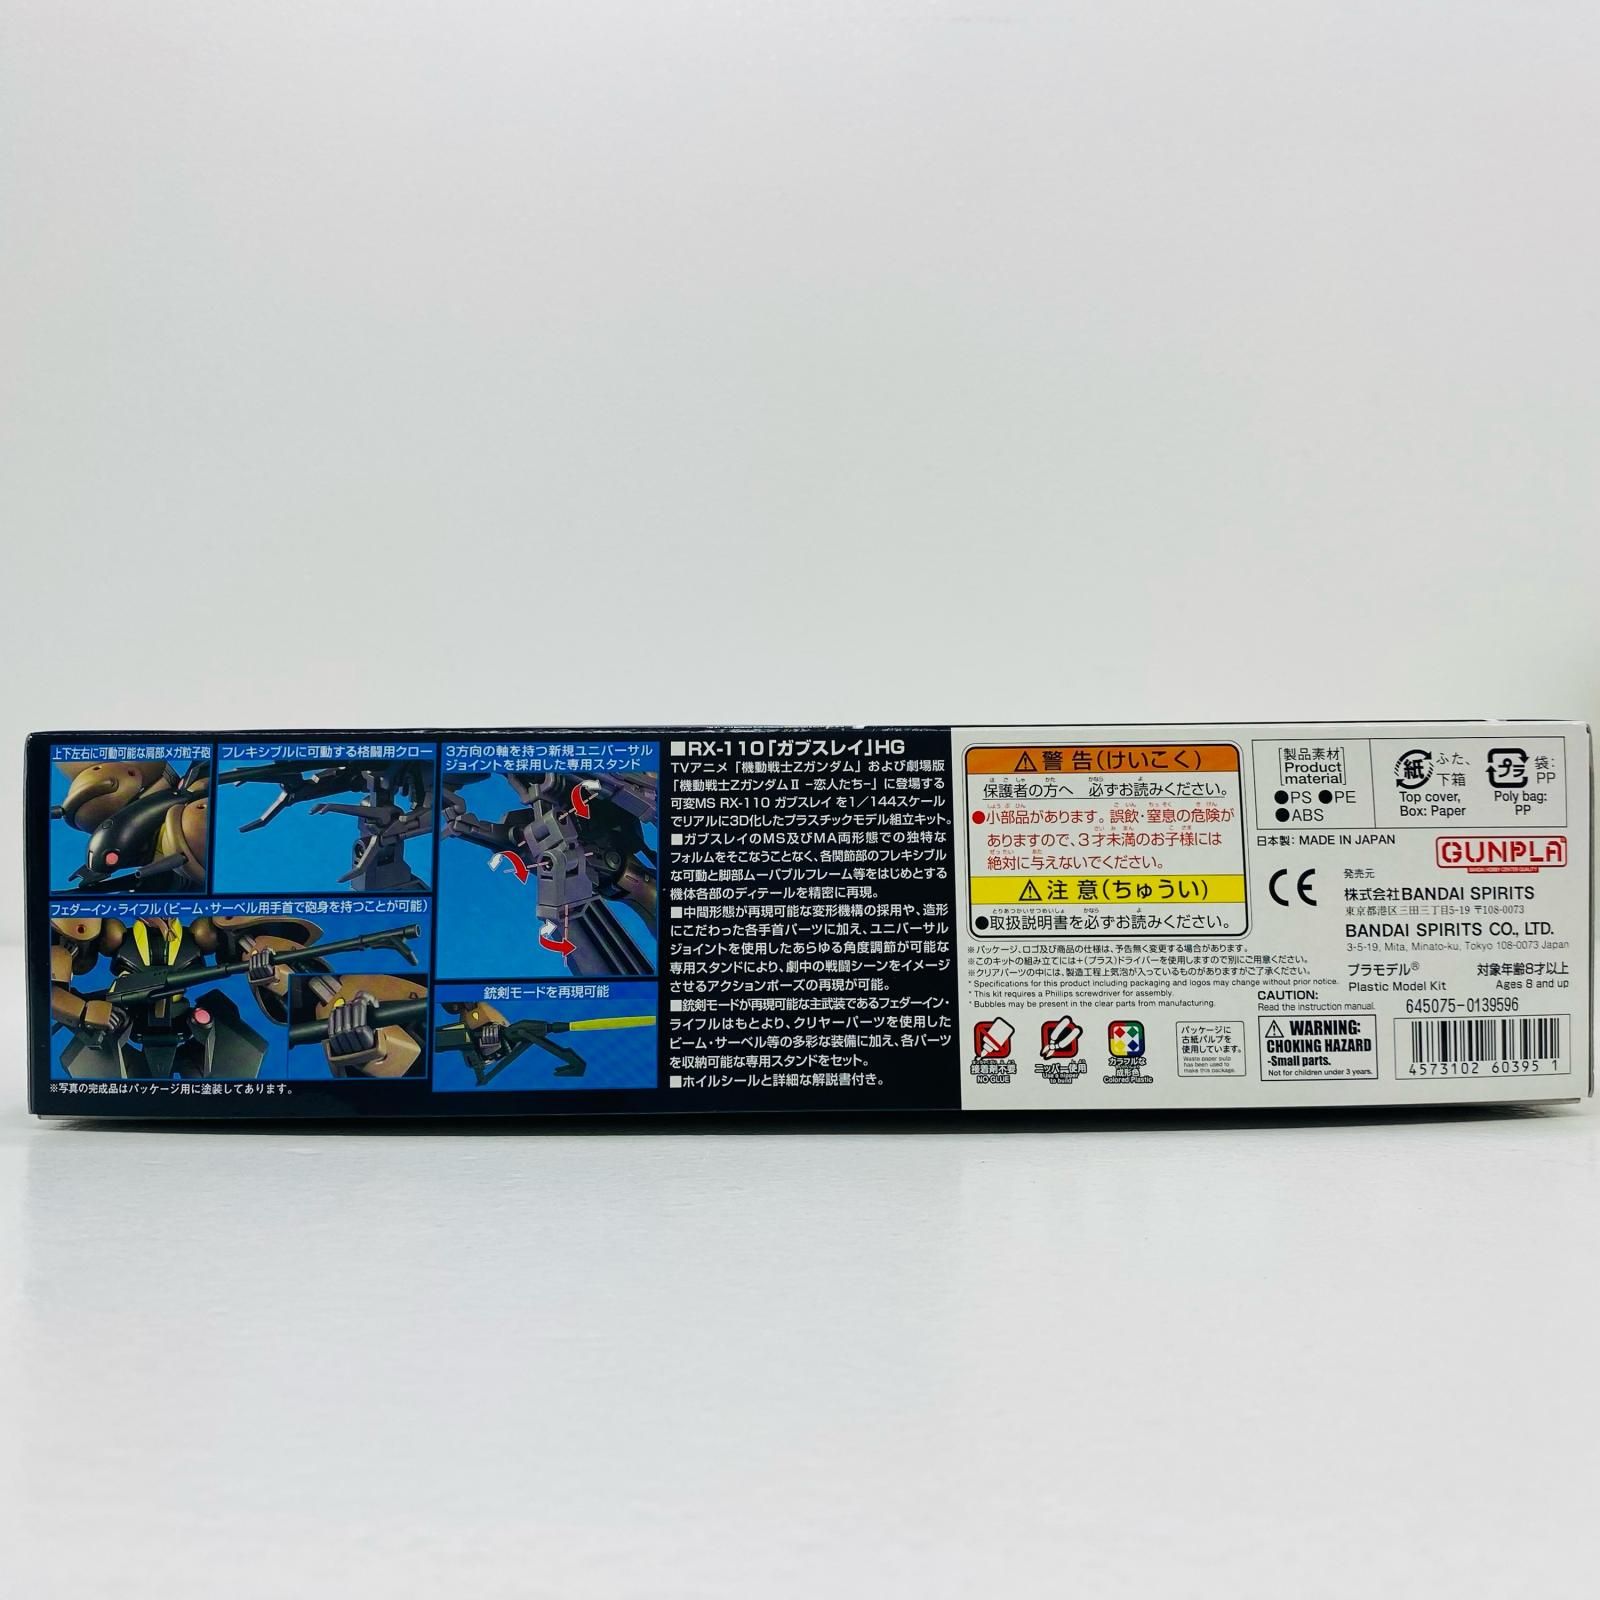 上下左右に可動可能な肩部メガ粒子砲
フレキシブルに可動する格闘用クロー
3方向の軸を持つ新規ユニバーサル
ジョイントを採用した専用スタンド
フェダーイン・ライフル(ビーム・サーベル用手首で砲身を持つことが可能)
銃剣モードを再現可能
※写真の完成品はパッケージ用に塗装してあります。
■RX-110「ガブスレイ」HG
TVアニメ「機動戦士Zガンダム」および劇場版
「機動戦士ZガンダムⅡ -恋人たち-」に登場する
可変MS RX-110 ガブスレイ を1/144スケール
でリアルに3D化したプラスチックモデル組立キット。
■ガブスレイのMS及びMA両形態での独特な
フォルムをそこなうことなく、各関節部のフレキシブル
な可動と脚部ムーバブルフレーム等をはじめとする
機体各部のディテールを精密に再現。
■中間形態が再現可能な変形機構の採用や、造形
にこだわった各手首パーツに加え、ユニバーサル
ジョイントを使用したあらゆる角度調節が可能な
専用スタンドにより、劇中の戦闘シーンをイメージ
させるアクションポーズの再現が可能。
■銃剣モードが再現可能な主武装であるフェダーイン・
ライフルはもとより、クリヤーパーツを使用した
ビーム・サーベル等の多彩な装備に加え、各パーツ
を収納可能な専用スタンドをセット。
■ホイルシールと詳細な解説書付き。
警告(けいこく)
保護者の方へ 必ずお読みください。
●小部品があります。誤飲・窒息の危険が
ありますので、3才未満のお子様には
絶対に与えないでください。
注意(ちゅうい)
●取扱説明書を必ずお読みください。
※パッケージ、ロゴ及び商品の仕様は、予告無く変更する場合があります。
※このキットの組み立てには+(プラス)ドライバーを使用しますので別にご用意ください。
※クリアパーツの中には、製造工程上気泡が入っているものがありますがご了承ください。
* Specifications for this product including packaging and logos may change without prior notice.
* This kit requires a Phillips screwdriver for assembly.
* Bubbles may be present in the clear parts from manufacturing.
接着剤不要
NO GLUE
ニッパー使用
Use a nipper
to build
カラフルな
成形色
Colored Plastic
パッケージに
古紙パルプを
使用しています。
Waste paper pulp
has been used to
make this package.
[製品素材]
[Product material]
●PS ●PE
●ABS
紙
ふた、
下箱
Top cover,
Box: Paper
プラ
袋:
PP
Poly bag:
PP
日本製: MADE IN JAPAN
GUNPLA
BANDAI HOBBY CENTER QUALITY
CE
発売元
株式会社BANDAI SPIRITS
東京都港区三田三丁目5-19 〒108-0073
BANDAI SPIRITS CO., LTD.
3-5-19, Mita, Minato-ku, Tokyo 108-0073 Japan
プラモデル®
Plastic Model Kit
対象年齢8才以上
Ages 8 and up
CAUTION:
Read the instruction manual.
645075-0139596
WARNING:
CHOKING HAZARD
-Small parts.
Not for children under 3 years.
4573102 60395 1